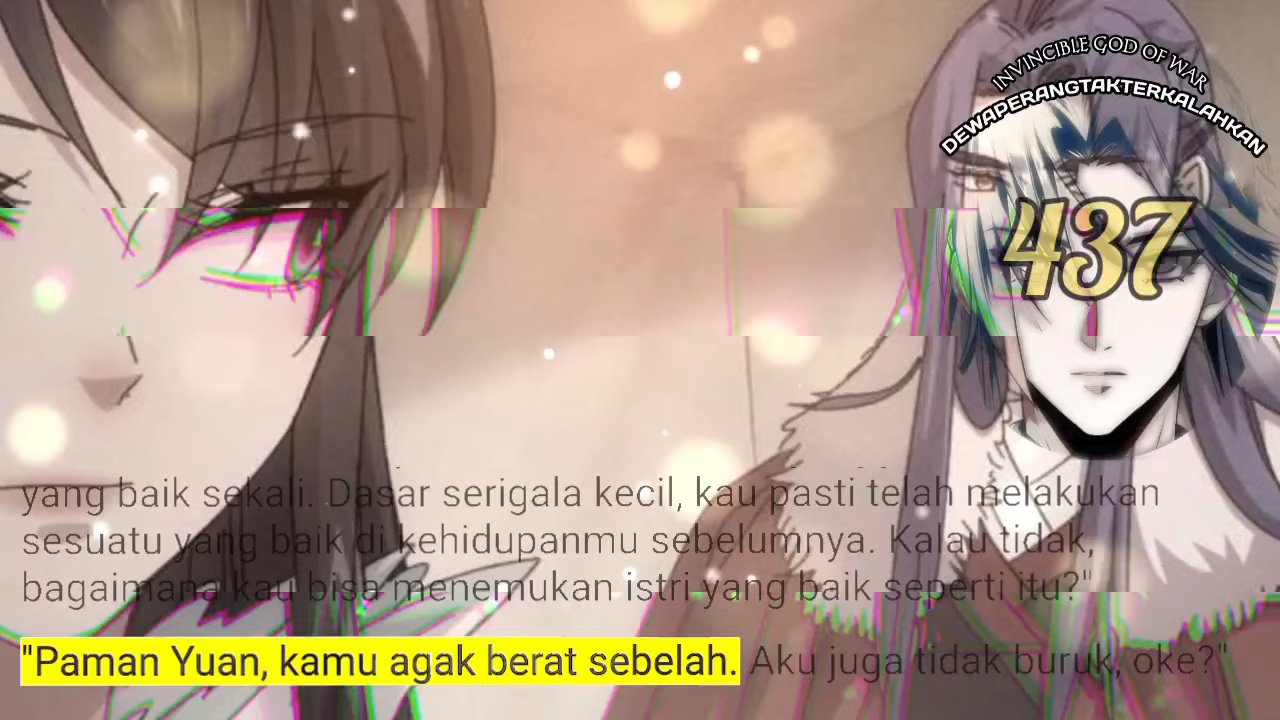 INVINCIBLE GOD OF WAR
DEWAPERANGTAKTERKALAHKAN
437
yang baik sekali. Dasar serigala kecil, kau pasti telah melakukan
sesuatu yang baik di kehidupanmu sebelumnya. Kalau tidak,
bagaimana kau bisa menemukan istri yang baik seperti itu?"
"Paman Yuan, kamu agak berat sebelah. Aku juga tidak buruk, oke?"